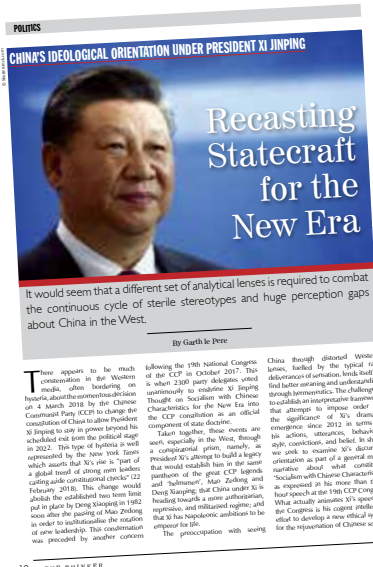 POLITICS
CHINA'S IDEOLOGICAL ORIENTATION UNDER PRESIDENT XI JINPING
Recasting
Statecraft
for the
New Era
It would seem that a different set of analytical lenses is required to combat
the continuous cycle of sterile stereotypes and huge perception gaps
about China in the West.
By Garth le Pere
There appears to be much
consternation in the Western
media, often bordering on
hysteria, about the momentous decision
on 4 March 2018 by the Chinese
Communist Party (CCP) to change the
constitution of China to allow President
Xi Jinping to stay in power beyond his
scheduled exit from the political stage
in 2022. This type of hysteria is well
represented by the New York Times
which asserts that Xi's rise is "part of
a global trend of strong men leaders
casting aside constitutional checks" (22
February 2018). This change would
abolish the established two term limit
put in place by Deng Xiaoping in 1982
soon after the passing of Mao Zedong
in order to institutionalise the rotation
of new leadership. This consternation
was preceded by another concern
following the 19th National Congress
of the CCP in October 2017. This
is when 2300 party delegates voted
unanimously to enshrine Xi Jinping
Thought on Socialism with Chinese
Characteristics for the New Era into
the CCP constitution as an official
component of state doctrine.
Taken together, these events are
seen, especially in the West, through
a conspiratorial prism, namely, as
President Xi's attempt to build a legacy
that would establish him in the same
pantheon of the great CCP legends
and 'helmsmen', Mao Zedong and
Deng Xiaoping; that China under Xi is
heading towards a more authoritarian,
repressive, and militarised regime; and
that Xi has Napoleonic ambitions to be
emperor for life.
The preoccupation with seeing
China through distorted Weste
lenses, fuelled by the typical ra
deliverances of sensation, lends itself
find better meaning and understandi
through hermeneutics. The challeng
to establish an interpretative framew
that attempts to impose order
the significance of Xi's drama
emergence since 2012 in terms
his actions, utterances, behavio
style, convictions, and belief. In sh
we seek to examine Xi's discur
orientation as part of a general m
narrative about what constit
'Socialism with Chinese Characteri
as expressed in his more than t
hour speech at the 19th CCP Cong
What actually animates Xi's speec
the Congress is his cogent intelle
effort to develop a new ethical sy
for the rejuvenation of Chinese so